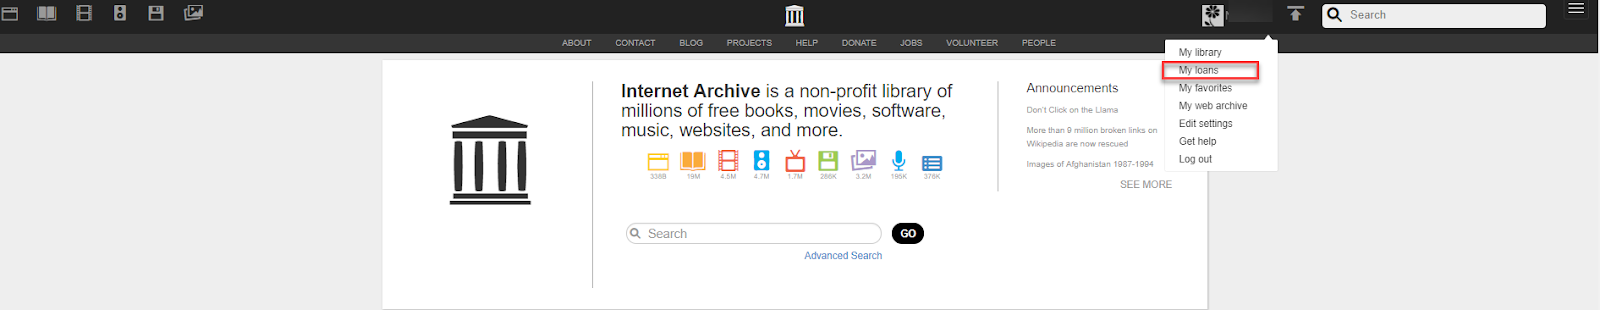 Search
ABOUT CONTACT BLOG PROJECTS HELP DONATE JOBS VOLUNTEER PEOPLE
My library
My loans
My favorites
My web archive
Edit settings
Get help
Log out
Internet Archive is a non-profit library of
millions of free books, movies, software,
music, websites, and more.
338B 19M 4.5M 4.7M 1.7M 288K 3.2M 195K 376K
Search GO
Advanced Search
Announcements
Don't Click on the Llama
More than 9 million broken links on
Wikipedia are now rescued
Images of Afghanistan 1987-1994
SEE MORE